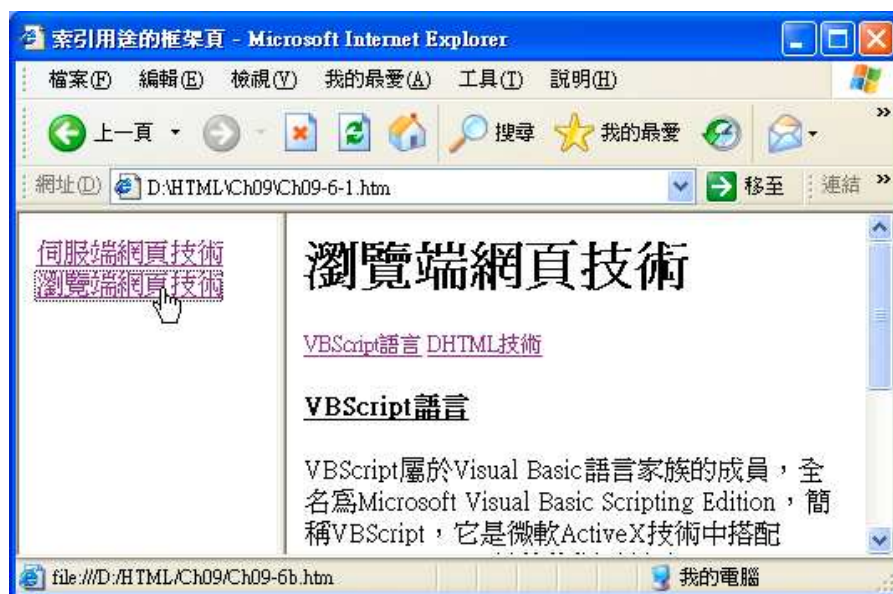 索引用途的框架頁 - Microsoft Internet Explorer
檔案(F) 編輯(E) 檢視(V) 我的最愛(A) 工具(T) 說明(H)
上一頁 搜尋 我的最愛 »
網址(D) D:\HTML\Ch09\Ch09-6-1.htm 移至 連結 »
伺服端網頁技術
瀏覽端網頁技術
瀏覽端網頁技術
VBScript語言 DHTML技術
VBScript語言
VBScript屬於Visual Basic語言家族的成員，全
名為Microsoft Visual Basic Scripting Edition，簡
稱VBScript，它是微軟ActiveX技術中搭配
file:///D:/HTML/Ch09/Ch09-6b.htm 我的電腦